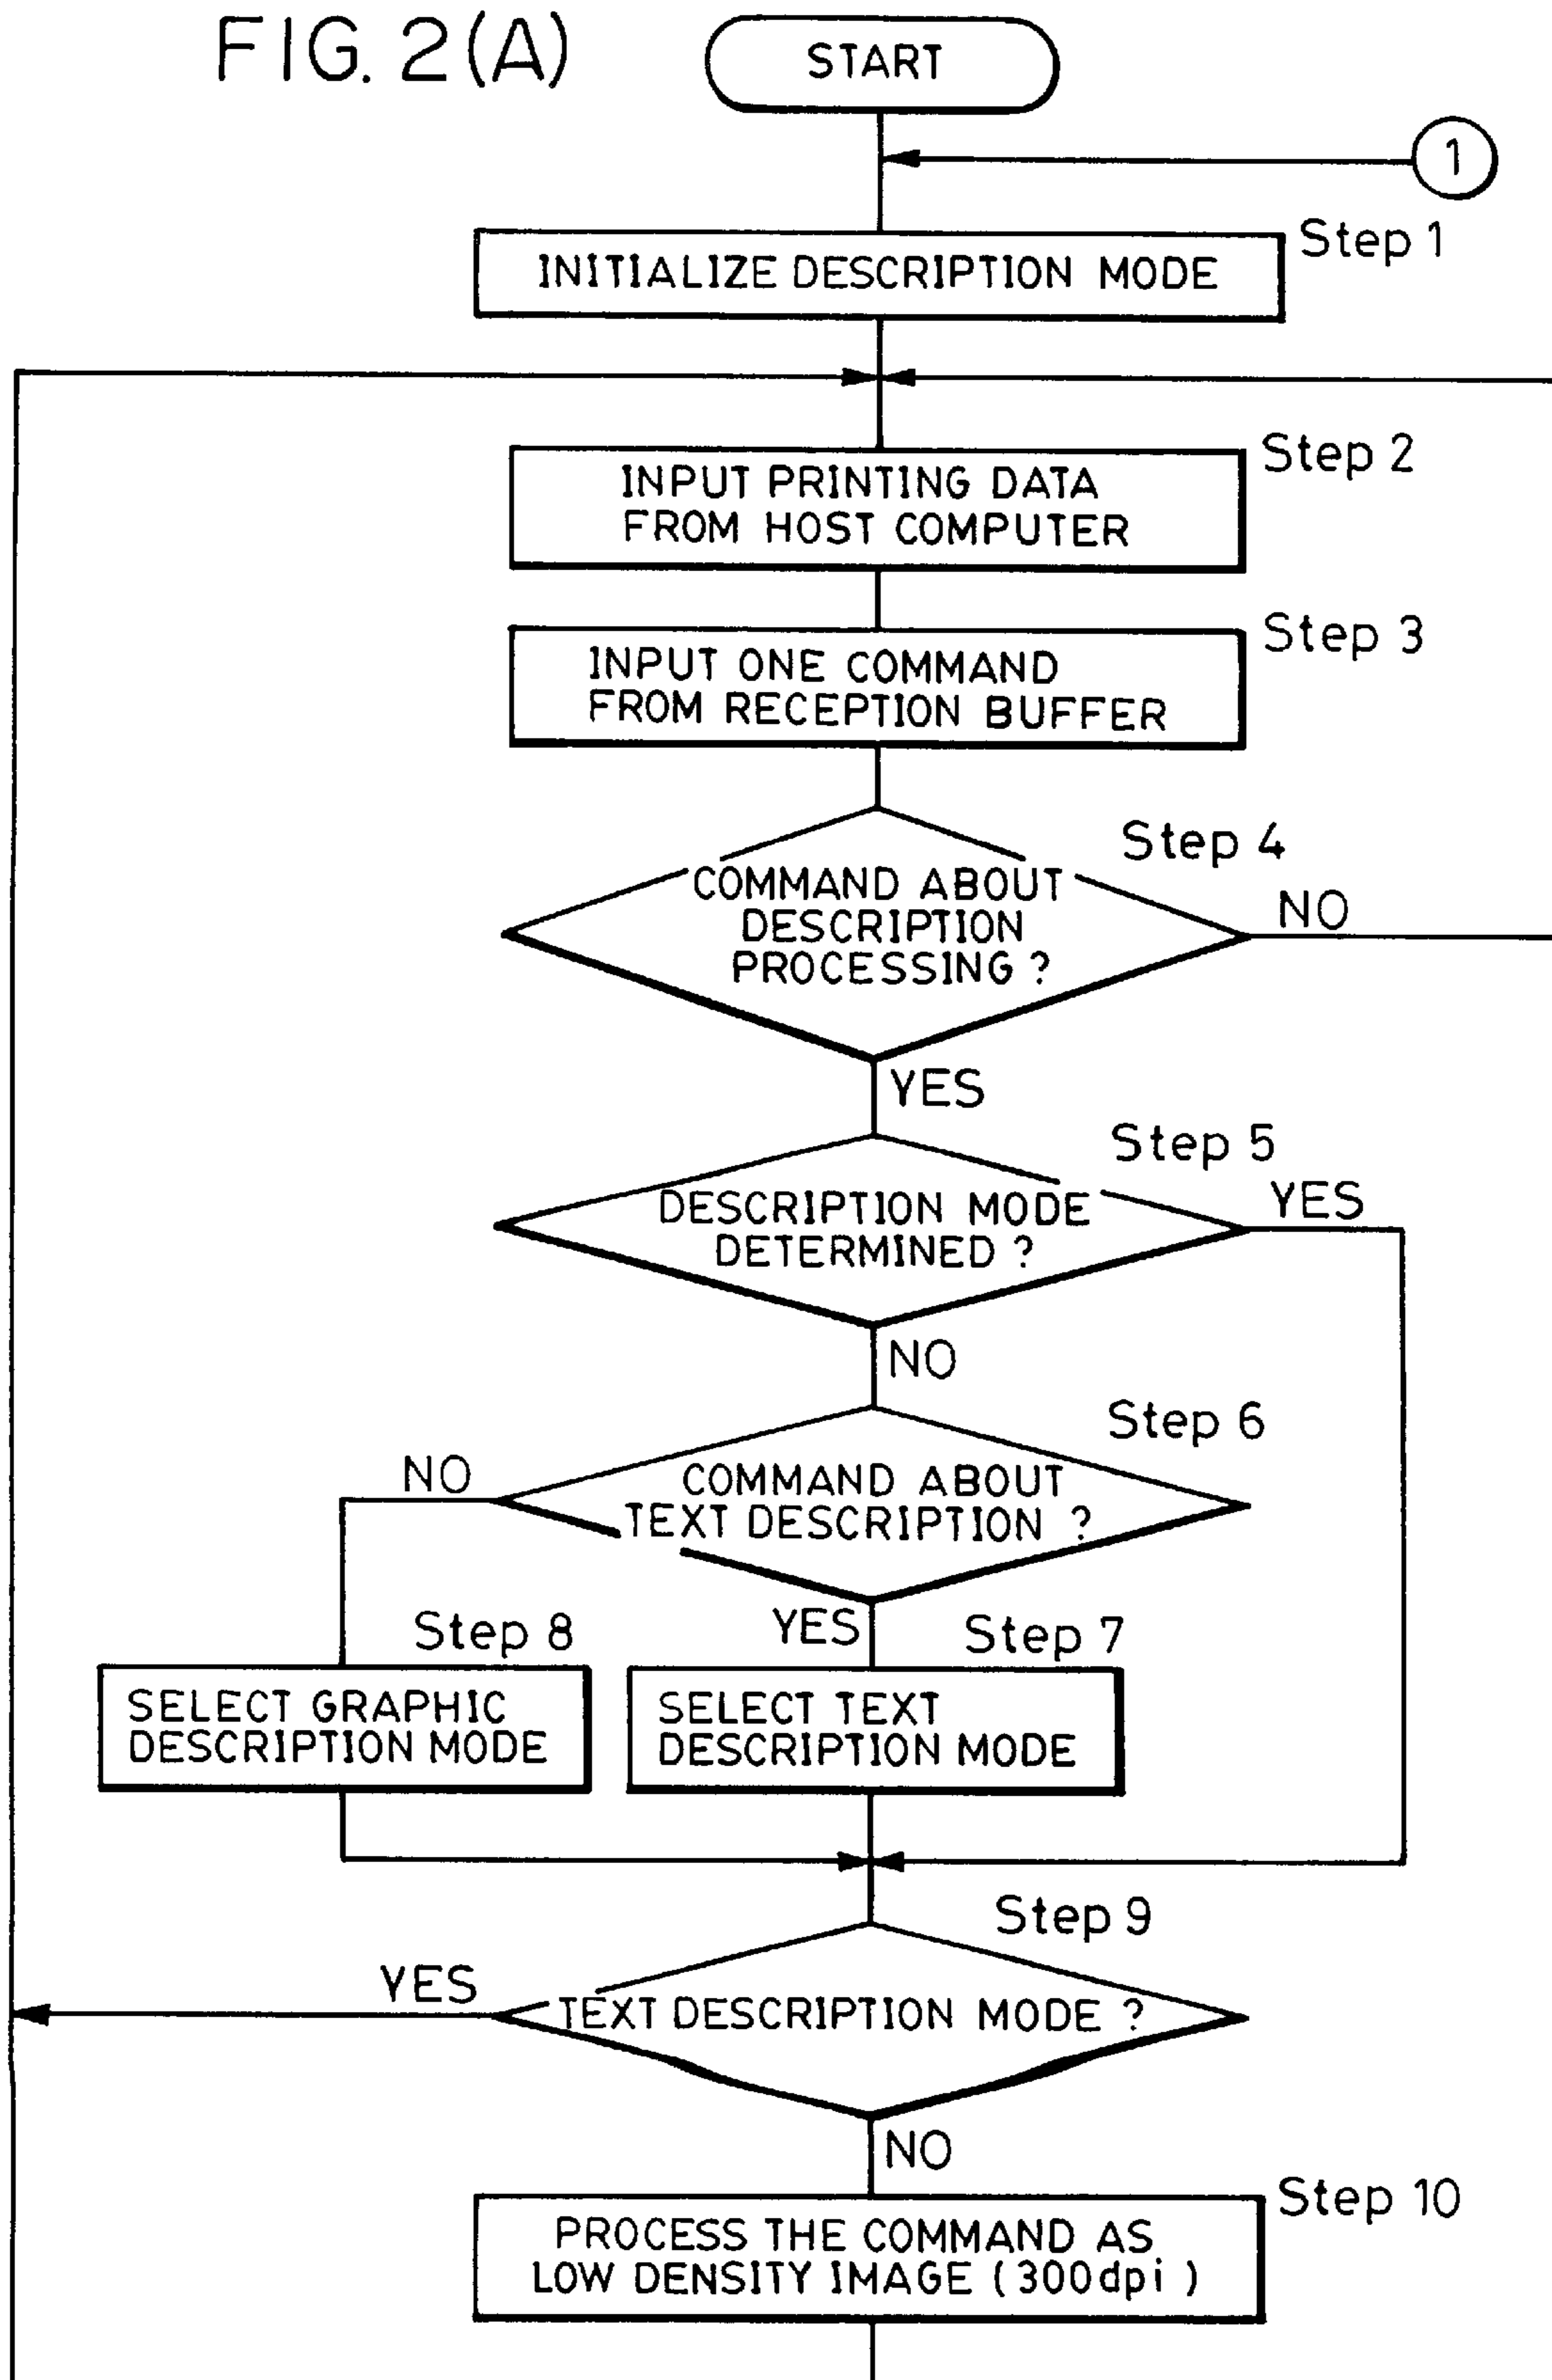 FIG. 2(A)
START
1
Step 1
INITIALIZE DESCRIPTION MODE
Step 2
INPUT PRINTING DATA
FROM HOST COMPUTER
Step 3
INPUT ONE COMMAND
FROM RECEPTION BUFFER
Step 4
COMMAND ABOUT
DESCRIPTION
PROCESSING ?
NO
YES
Step 5
DESCRIPTION MODE
DETERMINED ?
YES
NO
Step 6
COMMAND ABOUT
TEXT DESCRIPTION ?
NO
YES
Step 8
SELECT GRAPHIC
DESCRIPTION MODE
Step 7
SELECT TEXT
DESCRIPTION MODE
Step 9
TEXT DESCRIPTION MODE ?
YES
NO
Step 10
PROCESS THE COMMAND AS
LOW DENSITY IMAGE ( 300dpi )